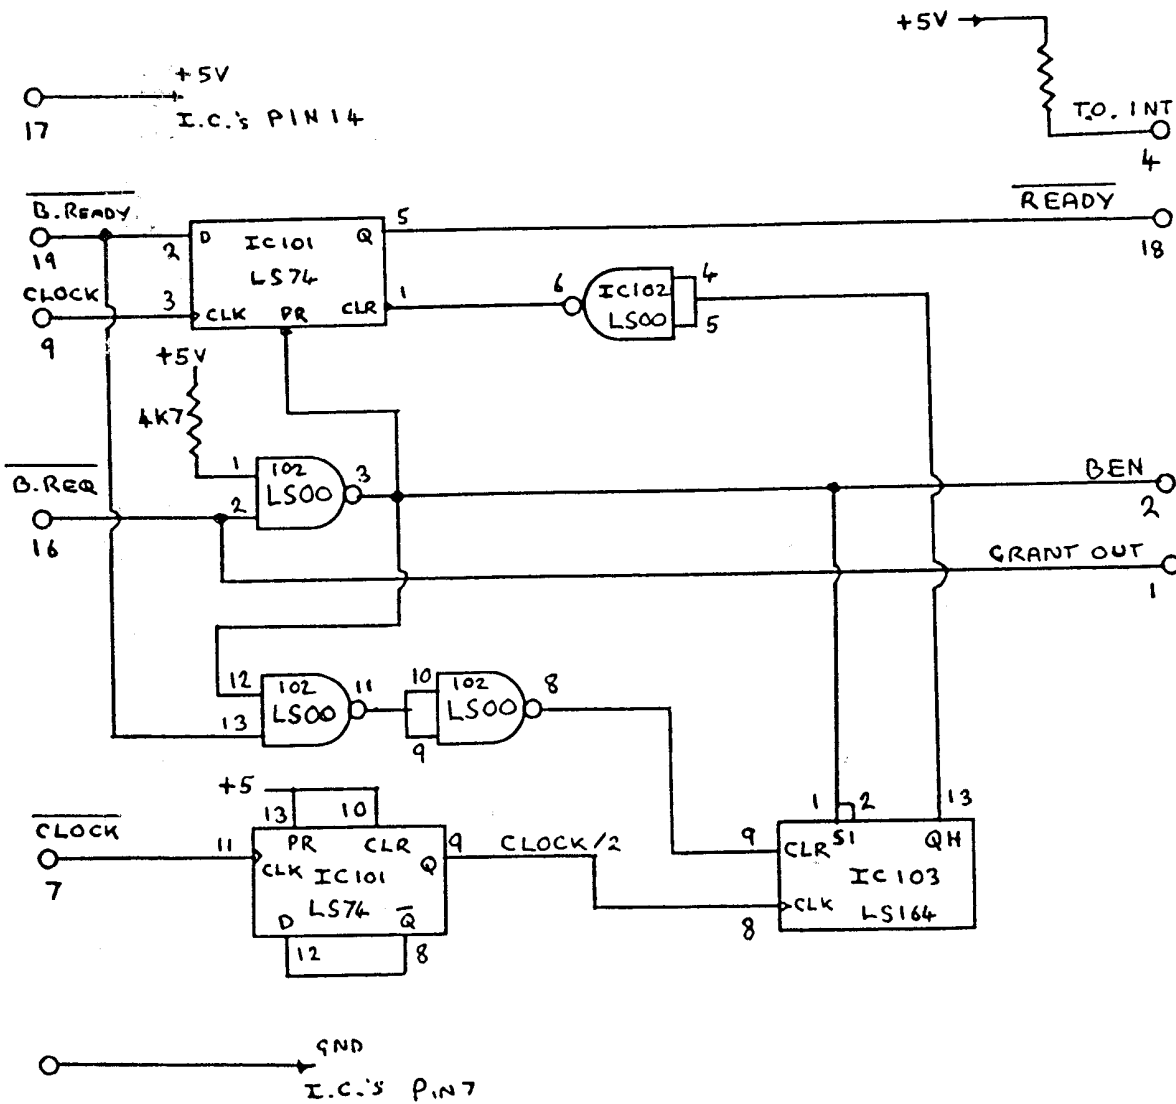 +5V
T.O. INT
4
+5V
I.C.'s PIN 14
17
B.READY
19
2
D
IC101
LS74
Q
5
READY
18
CLOCK
9
3
CLK
PR
CLR
1
6
IC102
LS00
4
5
+5V
4K7
B.REQ
16
1
2
102
LS00
3
BEN
2
GRANT OUT
1
12
13
102
LS00
11
10
9
102
LS00
8
+5
13
10
CLOCK
7
11
PR
CLR
CLK
IC101
LS74
Q
D
Q
12
8
9
CLOCK/2
1
2
13
9
CLR
SI
QH
IC103
LS164
8
CLK
GND
I.C.'s PIN 7